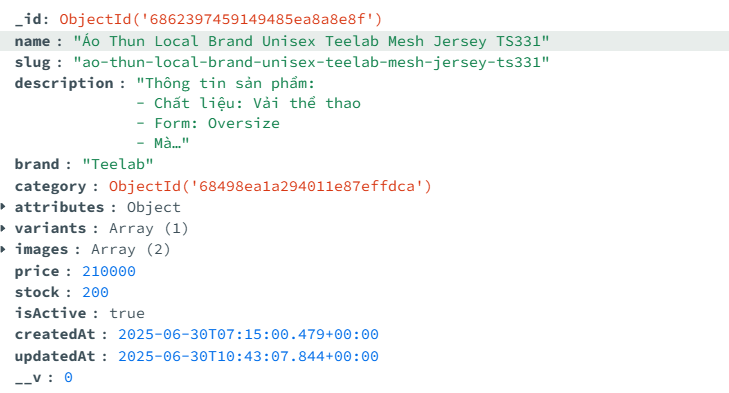 _id: ObjectId('6862397459149485ea8a8e8f')
name : "Áo Thun Local Brand Unisex Teelab Mesh Jersey TS331"
slug : "ao-thun-local-brand-unisex-teelab-mesh-jersey-ts331"
description : "Thông tin sản phẩm:
- Chất liệu: Vải thể thao
- Form: Oversize
- Mà…"
brand : "Teelab"
category : ObjectId('68498ea1a294011e87effdca')
attributes : Object
variants : Array (1)
images : Array (2)
price : 210000
stock : 200
isActive : true
createdAt : 2025-06-30T07:15:00.479+00:00
updatedAt : 2025-06-30T10:43:07.844+00:00
__v : 0